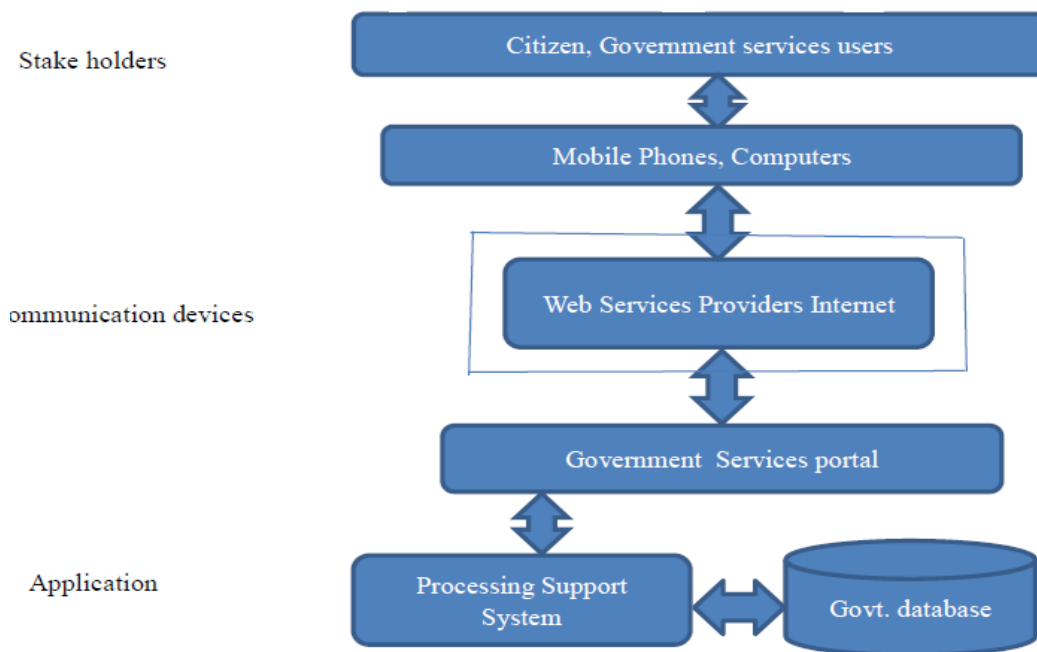 Citizen, Government services users
Stake holders
Mobile Phones, Computers
Web Services Providers Internet
ommunication devices
Government Services portal
Processing Support
System
Application
Govt. database